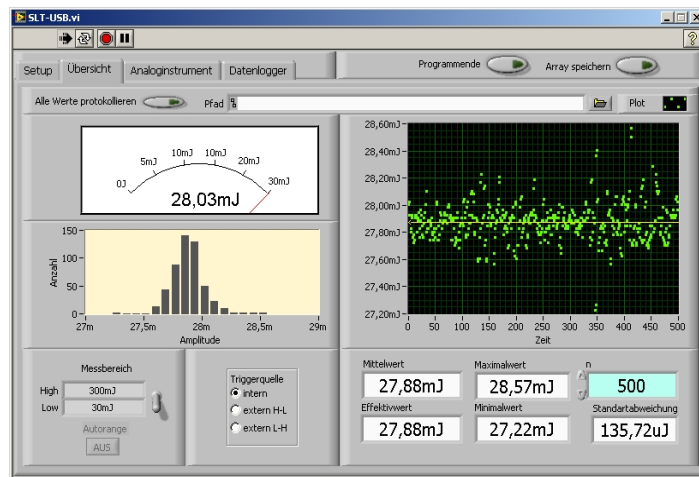 SLT-USB.vi
Setup Übersicht Analoginstrument Datenlogger
Programmende Array speichern
Alle Werte protokollieren Pfad Plot
0J 5mJ 10mJ 10mJ 20mJ 30mJ
28,03mJ
150
100
50
0
Anzahl
27m 27,5m 28m 28,5m 29m
Amplitude
28,60mJ
28,40mJ
28,20mJ
28,00mJ
27,80mJ
27,60mJ
27,40mJ
27,20mJ
0 50 100 150 200 250 300 350 400 450 500
Zeit
Messbereich
High 300mJ
Low 30mJ
Autorange
AUS
Triggerquelle
intern
extern H-L
extern L-H
Mittelwert Maximalwert n
27,88mJ 28,57mJ 500
Effektivwert Minimalwert Standartabweichung
27,88mJ 27,22mJ 135,72uJ